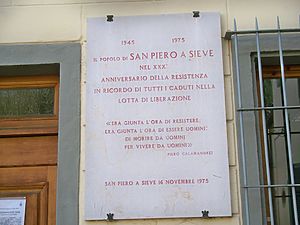 1945 1975
IL POPOLO DI SAN PIERO A SIEVE
NEL XXX°
ANNIVERSARIO DELLA RESISTENZA
IN RICORDO DI TUTTI I CADUTI NELLA
LOTTA DI LIBERAZIONE
«ERA GIUNTA L'ORA DI RESISTERE,
ERA GIUNTA L'ORA DI ESSERE UOMINI:
DI MORIRE DA UOMINI
PER VIVERE DA UOMINI»
PIERO CALAMANDREI
SAN PIERO A SIEVE 16 NOVEMBRE 1975